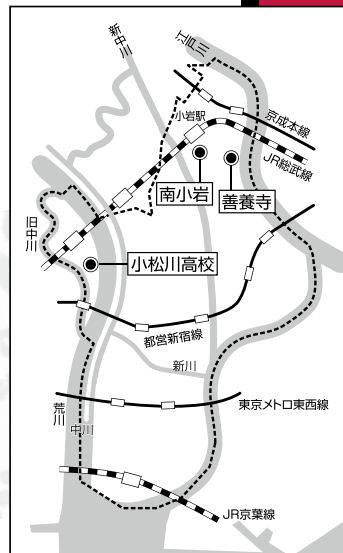 新中川
江戸川
小岩駅
京成本線
JR総武線
南小岩
善養寺
旧中川
小松川高校
都営新宿線
新川
荒川
中川
東京メトロ東西線
JR京葉線